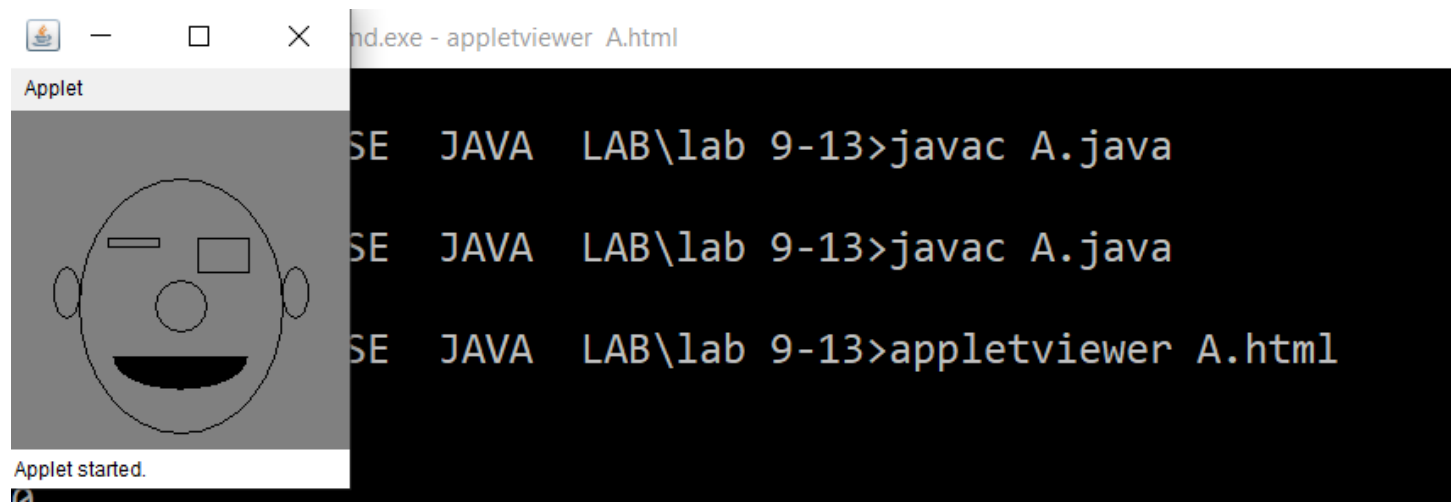 nd.exe - appletviewer A.html
Applet
SE JAVA LAB\lab 9-13>javac A.java
SE JAVA LAB\lab 9-13>javac A.java
SE JAVA LAB\lab 9-13>appletviewer A.html
Applet started.